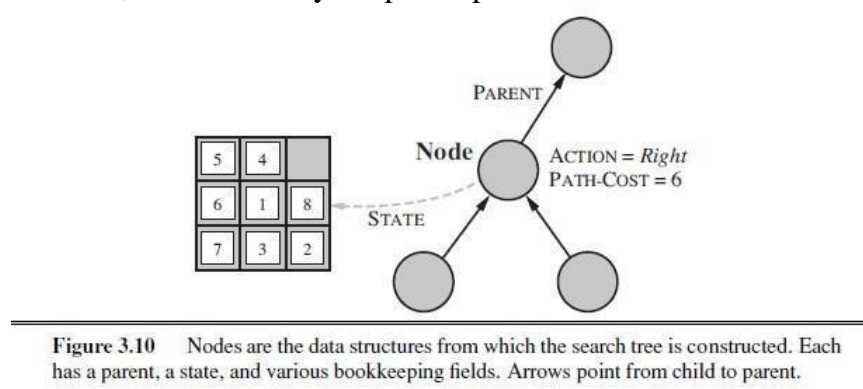 PARENT
Node
ACTION = Right
PATH-COST = 6
5 4
6 1 8
STATE
7 3 2
Figure 3.10 Nodes are the data structures from which the search tree is constructed. Each
has a parent, a state, and various bookkeeping fields. Arrows point from child to parent.